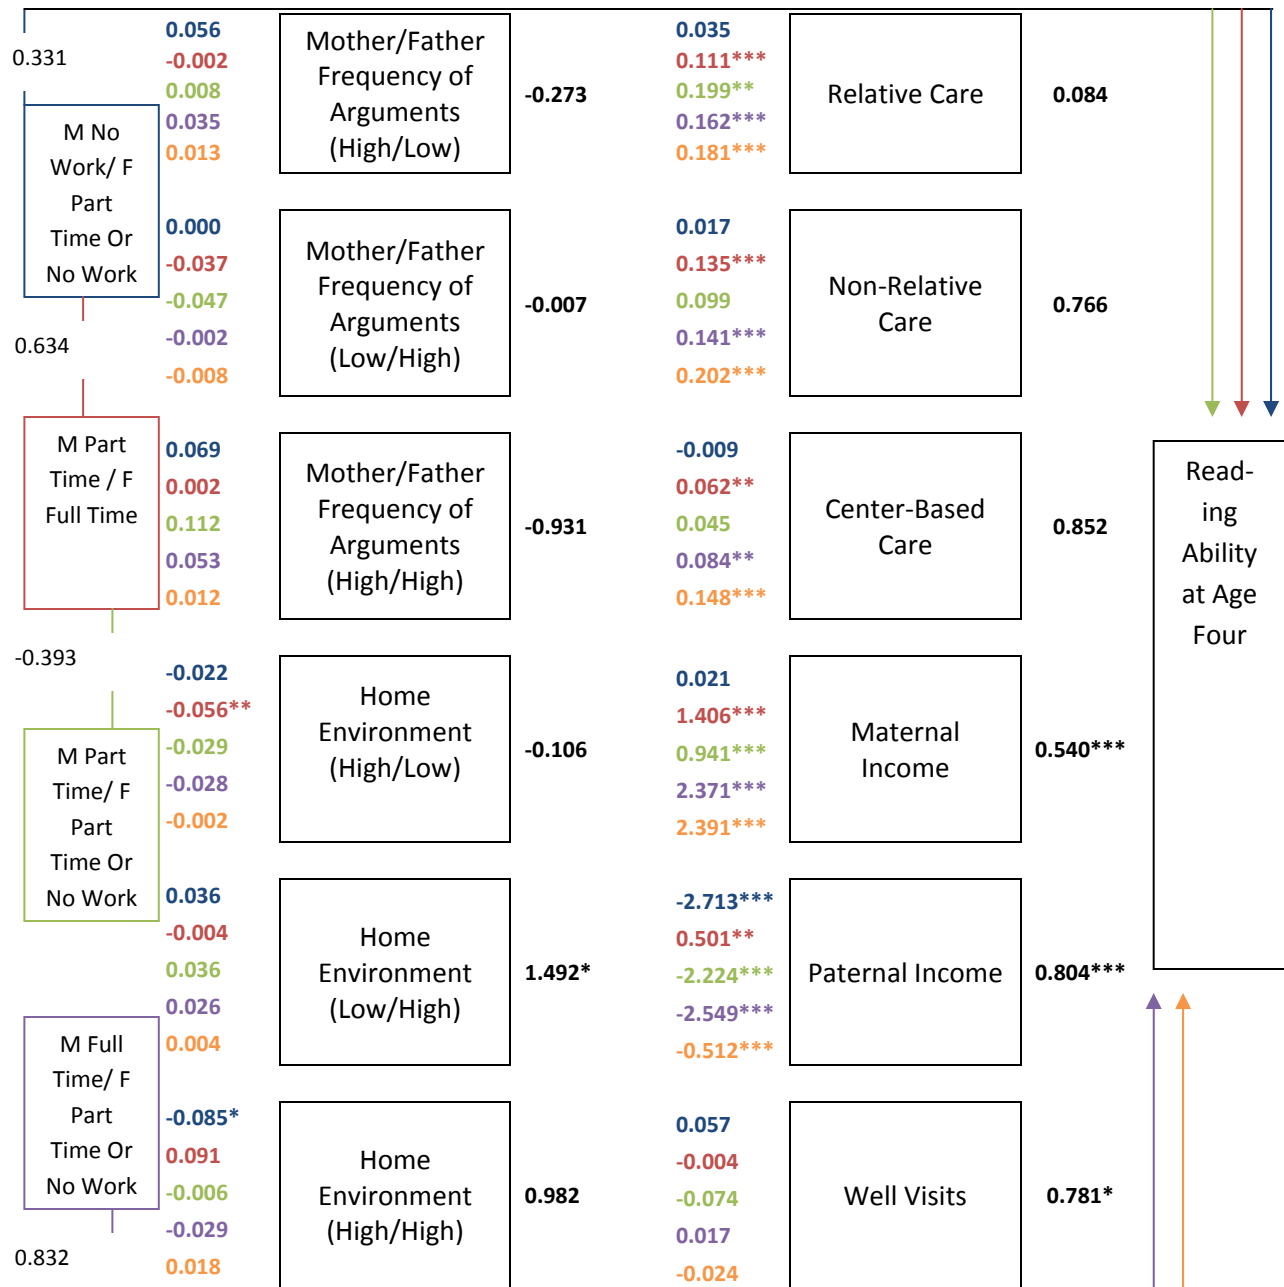 0.331
M No
Work/ F
Part
Time Or
No Work
0.634
M Part
Time / F
Full Time
-0.393
M Part
Time/ F
Part
Time Or
No Work
M Full
Time/ F
Part
Time Or
No Work
0.832
0.056
-0.002
0.008
0.035
0.013
Mother/Father
Frequency of
Arguments
(High/Low)
-0.273
0.035
0.111***
0.199**
0.162***
0.181***
Relative Care
0.084
0.000
-0.037
-0.047
-0.002
-0.008
Mother/Father
Frequency of
Arguments
(Low/High)
-0.007
0.017
0.135***
0.099
0.141***
0.202***
Non-Relative
Care
0.766
0.069
0.002
0.112
0.053
0.012
Mother/Father
Frequency of
Arguments
(High/High)
-0.931
-0.009
0.062**
0.045
0.084**
0.148***
Center-Based
Care
0.852
-0.022
-0.056**
-0.029
-0.028
-0.002
Home
Environment
(High/Low)
-0.106
0.021
1.406***
0.941***
2.371***
2.391***
Maternal
Income
0.540***
0.036
-0.004
0.036
0.026
0.004
Home
Environment
(Low/High)
1.492*
-2.713***
0.501**
-2.224***
-2.549***
-0.512***
Paternal Income
0.804***
-0.085*
0.091
-0.006
-0.029
0.018
Home
Environment
(High/High)
0.982
0.057
-0.004
-0.074
0.017
-0.024
Well Visits
0.781*
Read-
ing
Ability
at Age
Four